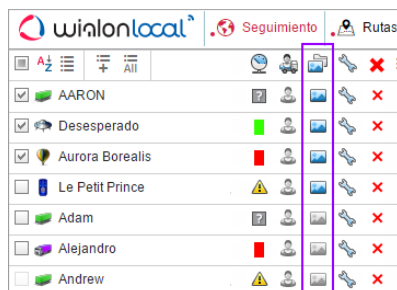 wialonlocal Seguimiento Rutas
A Z All
AARON
Desesperado
Aurora Borealis
Le Petit Prince
Adam
Alejandro
Andrew